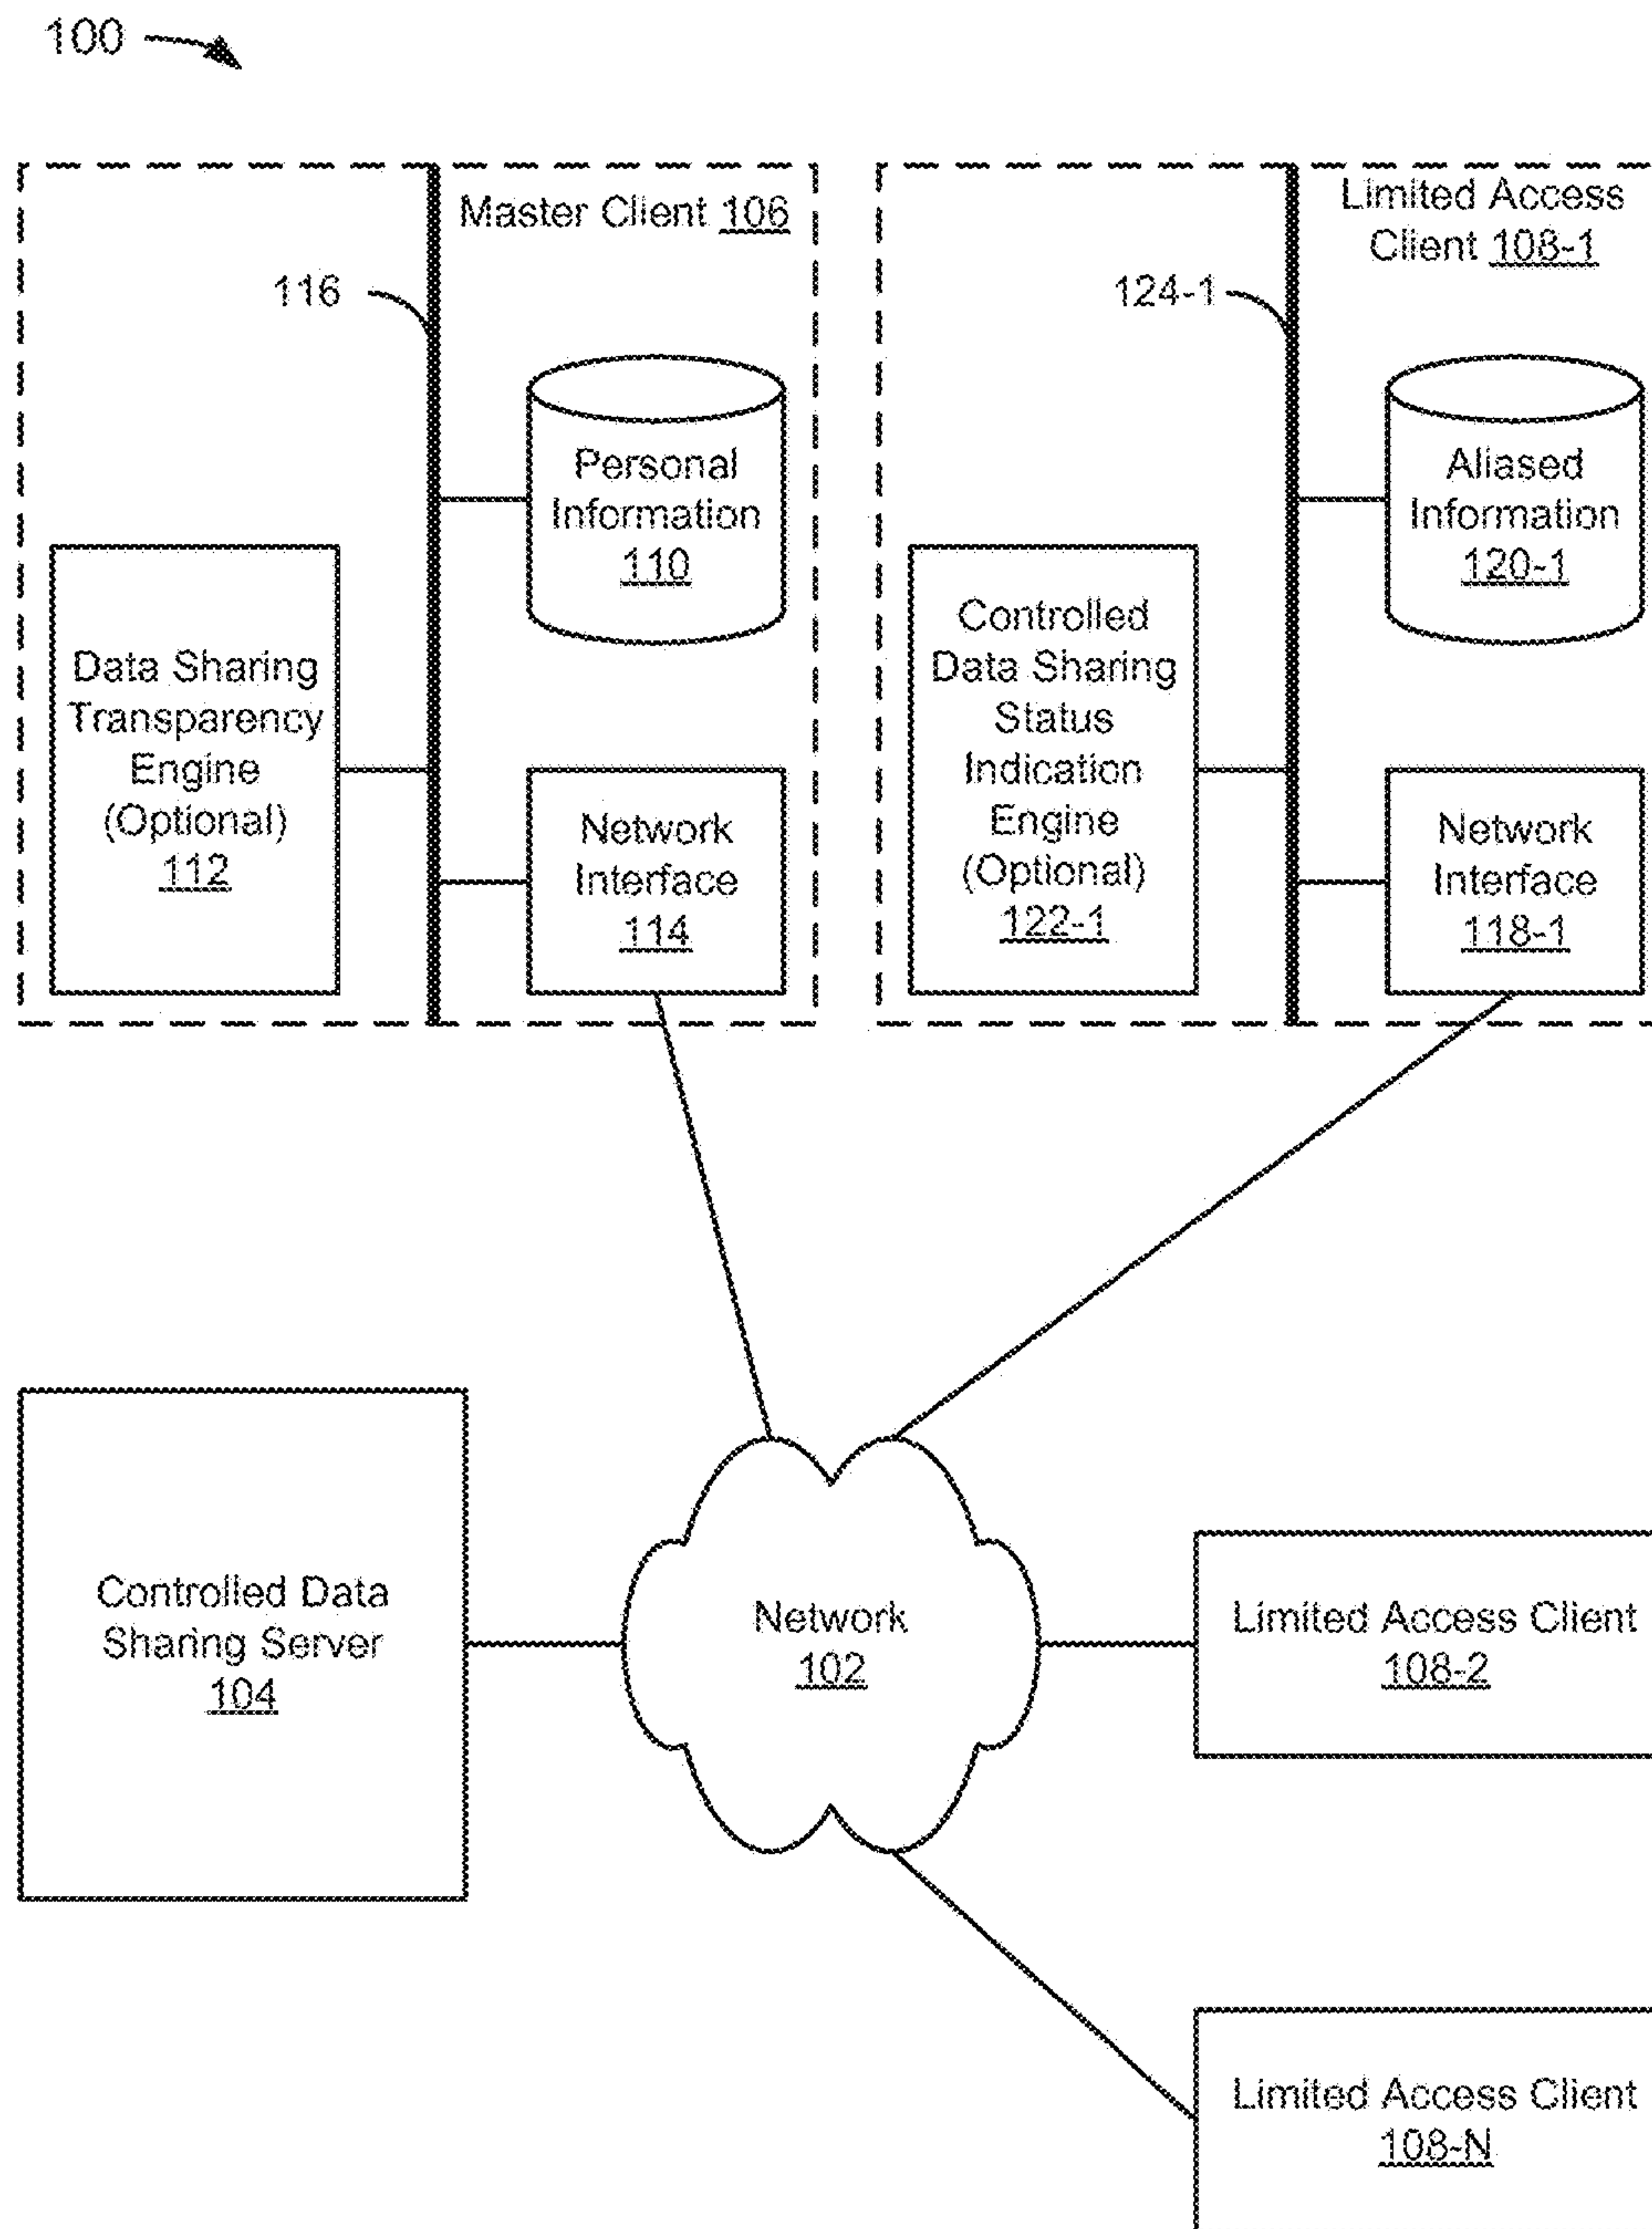 100
Master Client 106
116
Personal
Information
110
Data Sharing
Transparency
Engine
(Optional)
112
Network
Interface
114
Limited Access
Client 108-1
124-1
Aliased
Information
120-1
Controlled
Data Sharing
Status
Indication
Engine
(Optional)
122-1
Network
Interface
118-1
Controlled Data
Sharing Server
104
Network
102
Limited Access Client
108-2
Limited Access Client
108-N